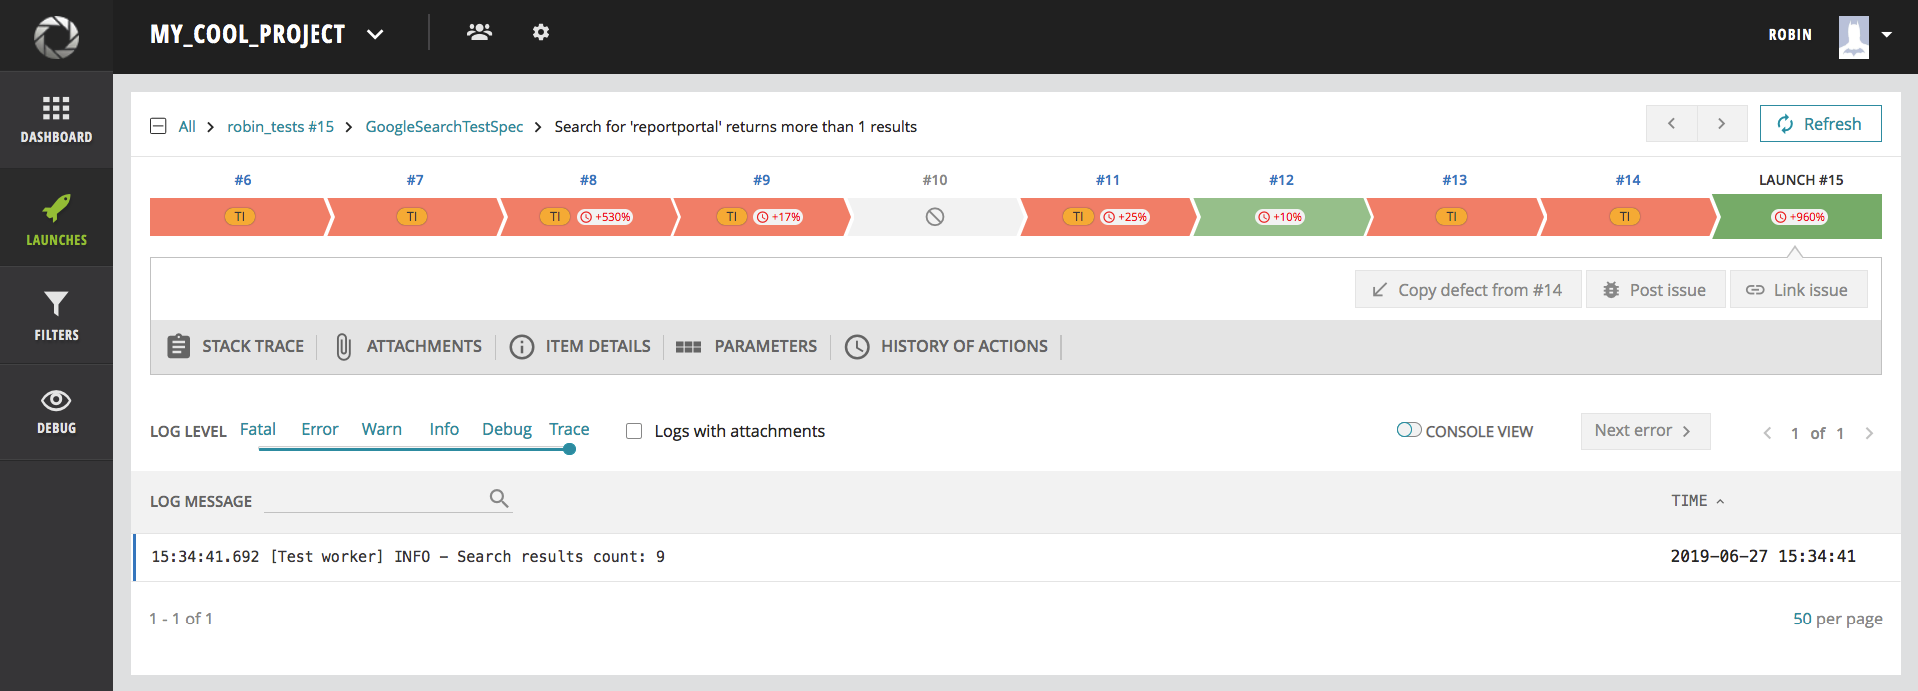 MY_COOL_PROJECT
ROBIN
DASHBOARD
LAUNCHES
FILTERS
DEBUG
All > robin_tests #15 > GoogleSearchTestSpec > Search for 'reportportal' returns more than 1 results
Refresh
#6 #7 #8 #9 #10 #11 #12 #13 #14 LAUNCH #15
TI TI TI +530% TI +17% TI +25% +10% TI TI +960%
Copy defect from #14 Post issue Link issue
STACK TRACE ATTACHMENTS ITEM DETAILS PARAMETERS HISTORY OF ACTIONS
LOG LEVEL Fatal Error Warn Info Debug Trace Logs with attachments CONSOLE VIEW Next error > < 1 of 1 >
LOG MESSAGE TIME
15:34:41.692 [Test worker] INFO - Search results count: 9 2019-06-27 15:34:41
1 - 1 of 1 50 per page